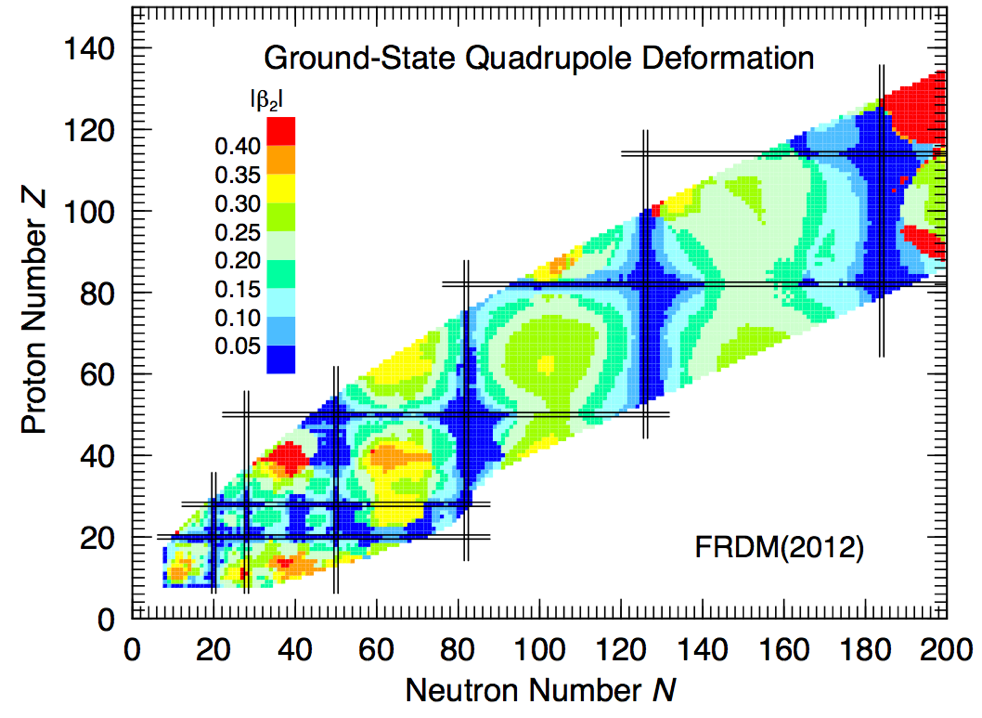 Ground-State Quadrupole Deformation
|β₂|
0.40
0.35
0.30
0.25
0.20
0.15
0.10
0.05
FRDM(2012)
Proton Number Z
140
120
100
80
60
40
20
0
0 20 40 60 80 100 120 140 160 180 200
Neutron Number N